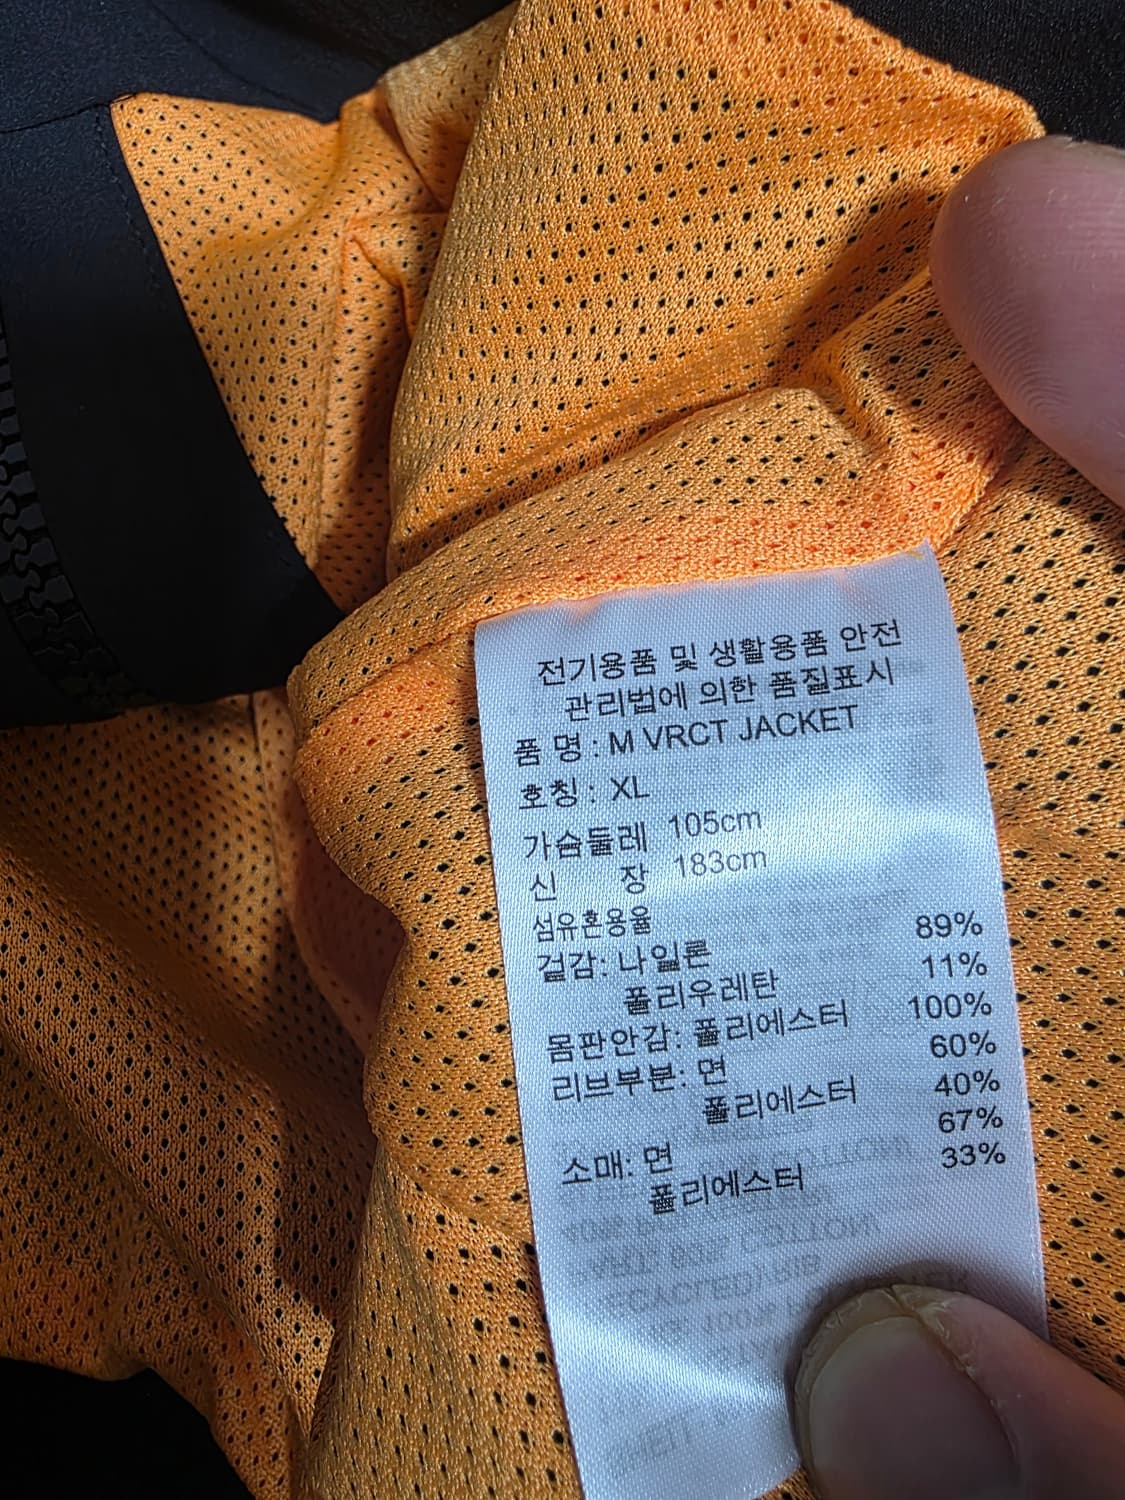 전기용품 및 생활용품 안전
관리법에 의한 품질표시
품 명 : M VRCT JACKET
호칭 : XL
가슴둘레 105cm
신 장 183cm
섬유혼용율
걸감: 나일론 89%
폴리우레탄 11%
몸판안감: 폴리에스터 100%
리브부분: 면 60%
폴리에스터 40%
소매: 면 67%
폴리에스터 33%